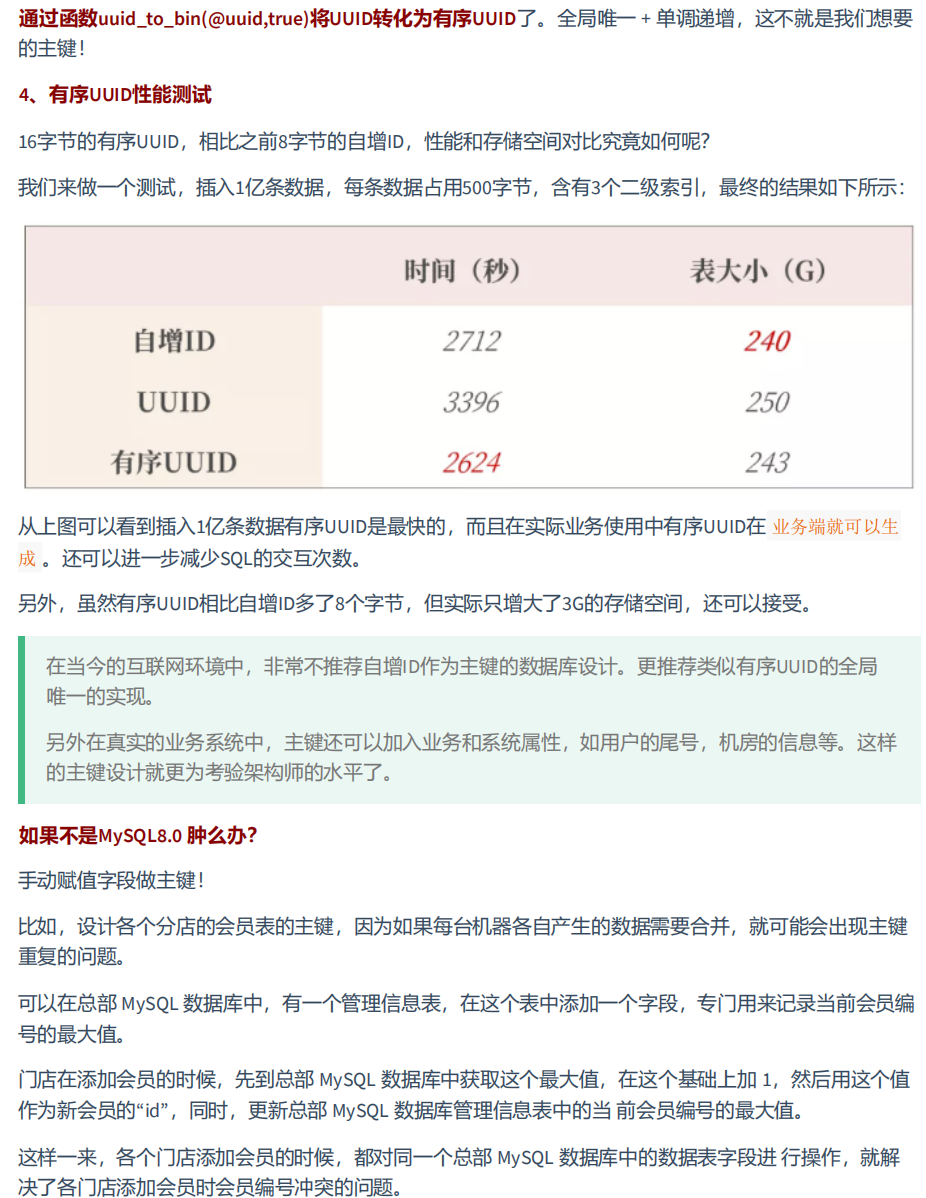 通过函数uuid_to_bin(@uuid,true)将UUID转化为有序UUID了。全局唯一 + 单调递增，这不就是我们想要
的主键！
4、有序UUID性能测试
16字节的有序UUID，相比之前8字节的自增ID，性能和存储空间对比究竟如何呢？
我们来做一个测试，插入1亿条数据，每条数据占用500字节，含有3个二级索引，最终的结果如下所示：
时间（秒） 表大小（G）
自增ID 2712 240
UUID 3396 250
有序UUID 2624 243
从上图可以看到插入1亿条数据有序UUID是最快的，而且在实际业务使用中有序UUID在 业务端就可以生
成 。还可以进一步减少SQL的交互次数。
另外，虽然有序UUID相比自增ID多了8个字节，但实际只增大了3G的存储空间，还可以接受。
在当今的互联网环境中，非常不推荐自增ID作为主键的数据库设计。更推荐类似有序UUID的全局
唯一的实现。
另外在真实的业务系统中，主键还可以加入业务和系统属性，如用户的尾号，机房的信息等。这样
的主键设计就更为考验架构师的水平了。
如果不是MySQL8.0 肿么办？
手动赋值字段做主键！
比如，设计各个分店的会员表的主键，因为如果每台机器各自产生的数据需要合并，就可能会出现主键
重复的问题。
可以在总部 MySQL 数据库中，有一个管理信息表，在这个表中添加一个字段，专门用来记录当前会员编
号的最大值。
门店在添加会员的时候，先到总部 MySQL 数据库中获取这个最大值，在这个基础上加 1，然后用这个值
作为新会员的“id”，同时，更新总部 MySQL 数据库管理信息表中的当 前会员编号的最大值。
这样一来，各个门店添加会员的时候，都对同一个总部 MySQL 数据库中的数据表字段进 行操作，就解
决了各门店添加会员时会员编号冲突的问题。